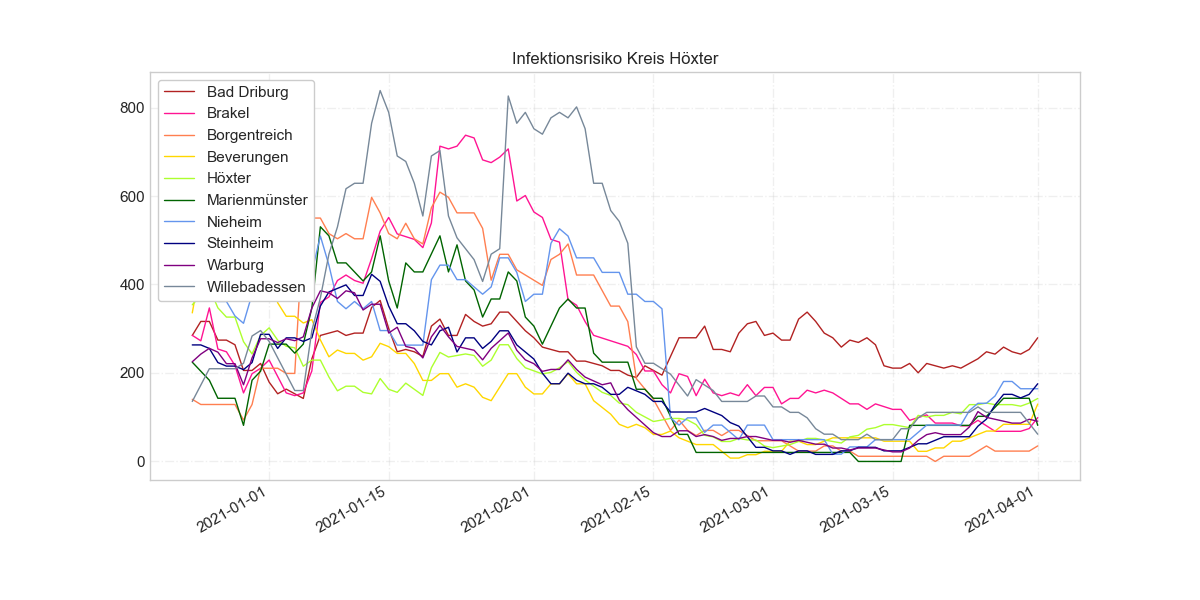 Infektionsrisiko Kreis Höxter
800
600
400
200
0
Bad Driburg
Brakel
Borgentreich
Beverungen
Höxter
Marienmünster
Nieheim
Steinheim
Warburg
Willebadessen
2021-01-01
2021-01-15
2021-02-01
2021-02-15
2021-03-01
2021-03-15
2021-04-01